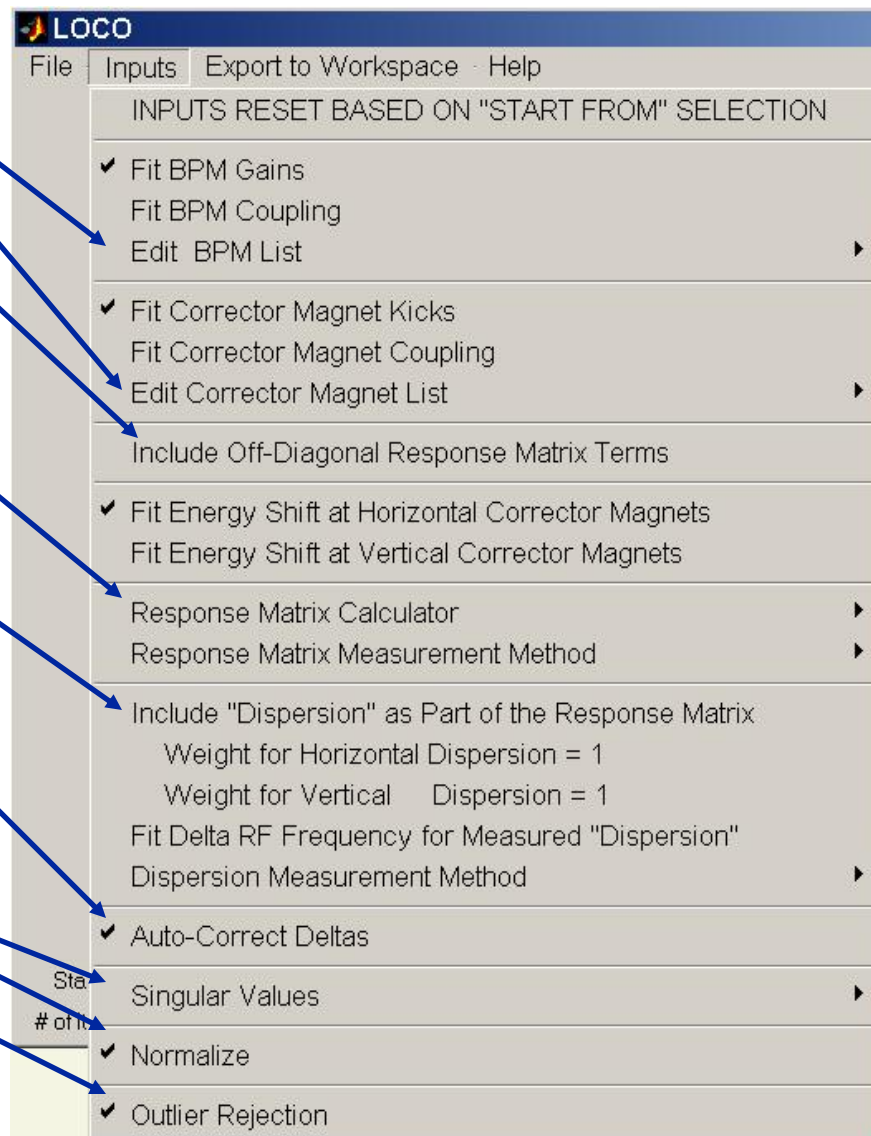 LOCO
File Inputs Export to Workspace Help
INPUTS RESET BASED ON "START FROM" SELECTION
Fit BPM Gains
Fit BPM Coupling
Edit BPM List
Fit Corrector Magnet Kicks
Fit Corrector Magnet Coupling
Edit Corrector Magnet List
Include Off-Diagonal Response Matrix Terms
Fit Energy Shift at Horizontal Corrector Magnets
Fit Energy Shift at Vertical Corrector Magnets
Response Matrix Calculator
Response Matrix Measurement Method
Include "Dispersion" as Part of the Response Matrix
Weight for Horizontal Dispersion = 1
Weight for Vertical Dispersion = 1
Fit Delta RF Frequency for Measured "Dispersion"
Dispersion Measurement Method
Auto-Correct Deltas
Sta
Singular Values
# of it
Normalize
Outlier Rejection